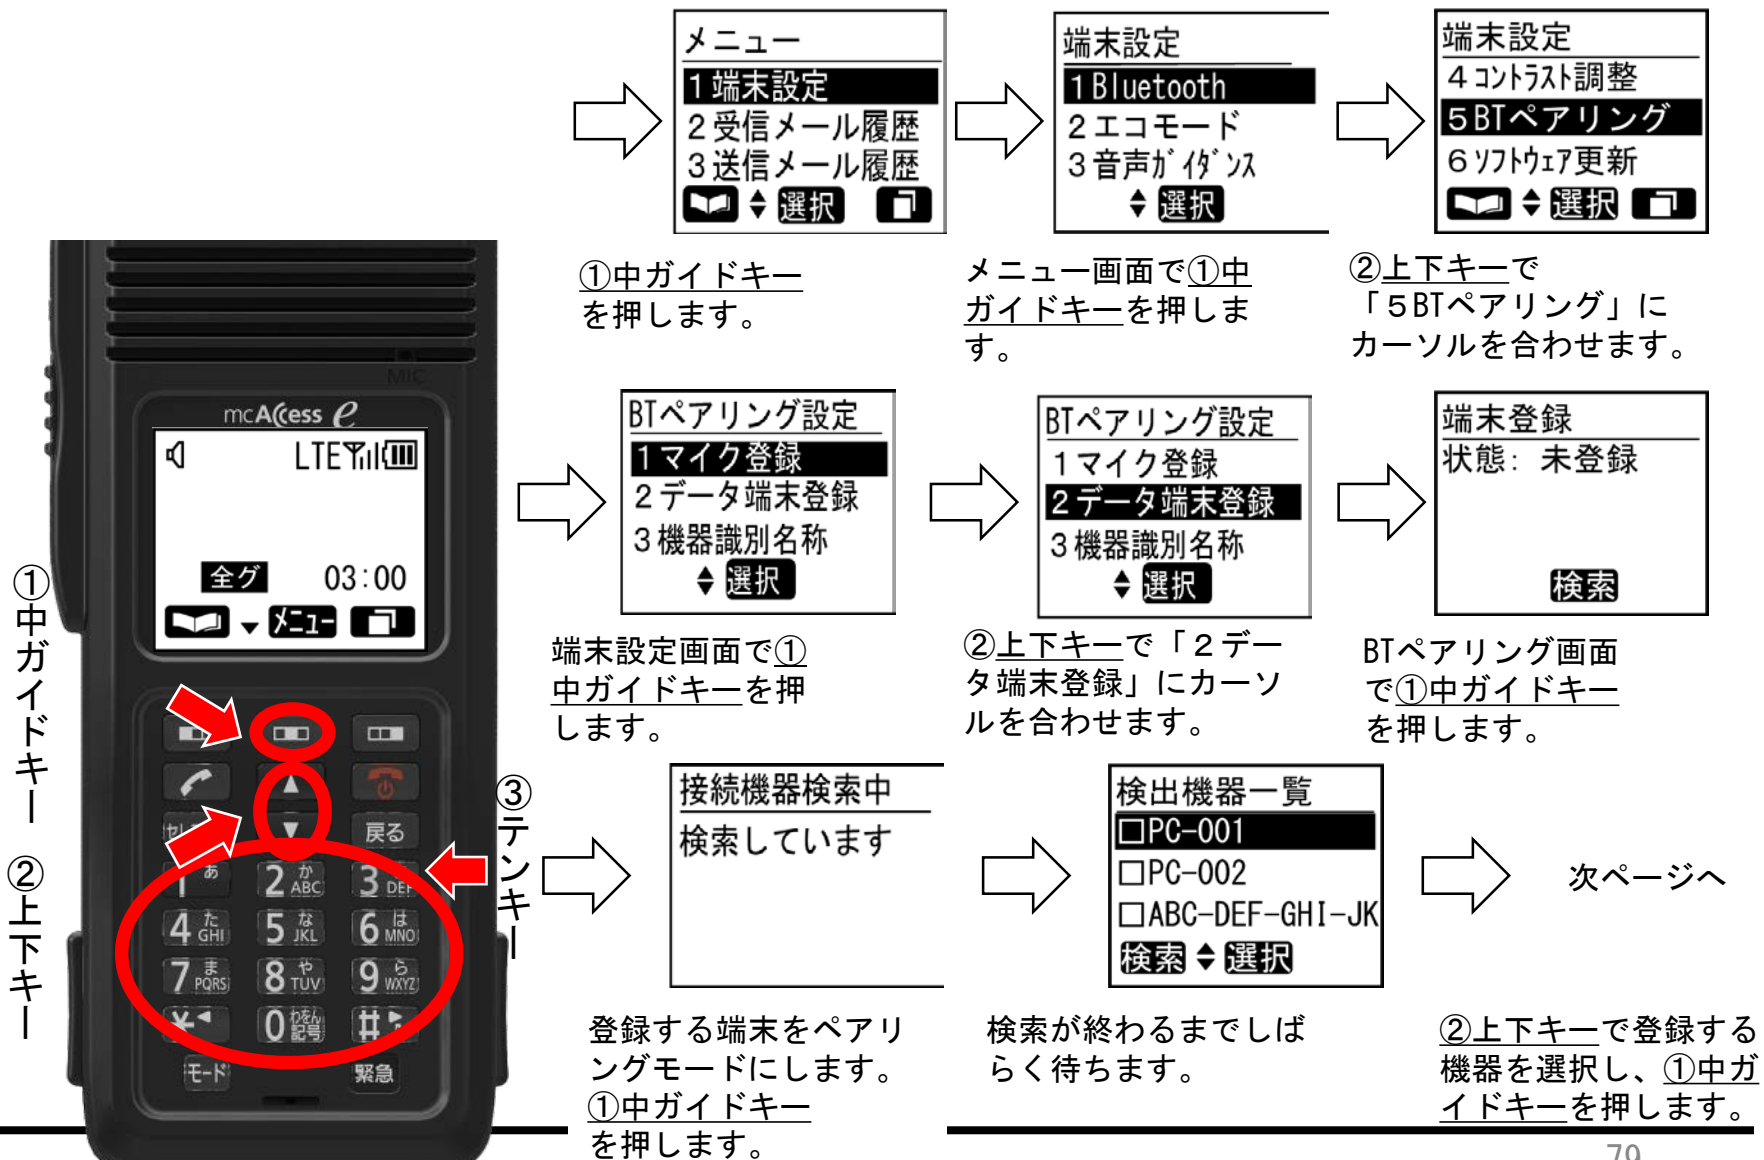 メニュー
1端末設定
2受信メール履歴
3送信メール履歴
選択
①中ガイドキー
を押します。
端末設定
1Bluetooth
2エコモード
3音声ｶﾞｲﾀﾞﾝｽ
選択
メニュー画面で①中
ガイドキーを押しま
す。
端末設定
4ｺﾝﾄﾗｽﾄ調整
5BTペアリング
6ｿﾌﾄｳｪｱ更新
選択
②上下キーで
「５BTペアリング」に
カーソルを合わせます。
MIC
mcAccess e
LTE
全グ 03:00
ﾒﾆｭｰ
戻る
1 あ
2 か ABC
3 DEF
4 た GHI
5 な JKL
6 は MNO
7 ま PQRS
8 や TUV
9 ら WXYZ
*
0 わをん 記号
#
モード
緊急
①中ガイドキー ②上下キー
③テンキー
BTペアリング設定
1マイク登録
2データ端末登録
3機器識別名称
選択
端末設定画面で①
中ガイドキーを押
します。
BTペアリング設定
1マイク登録
2データ端末登録
3機器識別名称
選択
②上下キーで「２デー
タ端末登録」にカーソ
ルを合わせます。
端末登録
状態: 未登録
検索
BTペアリング画面
で①中ガイドキー
を押します。
接続機器検索中
検索しています
登録する端末をペアリ
ングモードにします。
①中ガイドキー
を押します。
検出機器一覧
□PC-001
□PC-002
□ABC-DEF-GHI-JK
検索 選択
検索が終わるまでしば
らく待ちます。
次ページへ
②上下キーで登録する
機器を選択し、①中ガ
イドキーを押します。
79